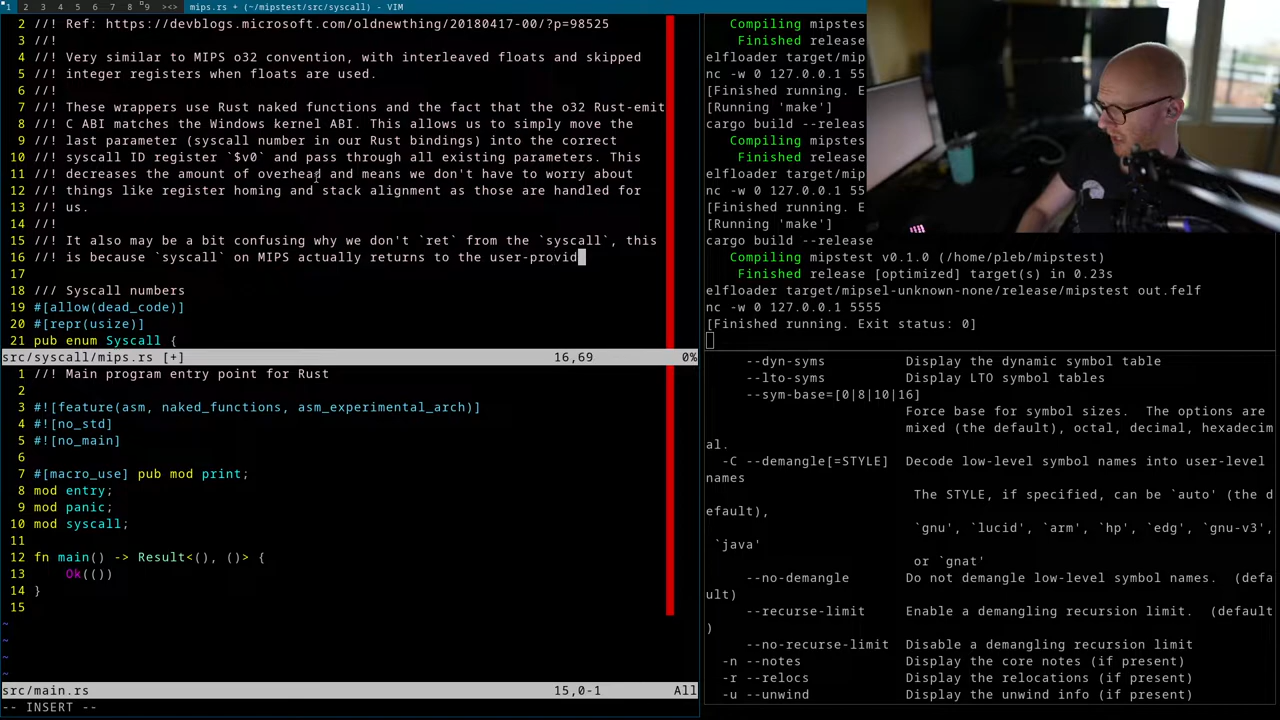 1 2 3 4 5 6 7 8 9 ><> mips.rs + (~/mipstest/src/syscall) - VIM
2 //! Ref: https://devblogs.microsoft.com/oldnewthing/20180417-00/?p=98525
3 //!
4 //! Very similar to MIPS o32 convention, with interleaved floats and skipped
5 //! integer registers when floats are used.
6 //!
7 //! These wrappers use Rust naked functions and the fact that the o32 Rust-emit
8 //! C ABI matches the Windows kernel ABI. This allows us to simply move the
9 //! last parameter (syscall number in our Rust bindings) into the correct
10 //! syscall ID register `$v0` and pass through all existing parameters. This
11 //! decreases the amount of overhead and means we don't have to worry about
12 //! things like register homing and stack alignment as those are handled for
13 //! us.
14 //!
15 //! It also may be a bit confusing why we don't `ret` from the `syscall`, this
16 //! is because `syscall` on MIPS actually returns to the user-provid
17
18 /// Syscall numbers
19 #[allow(dead_code)]
20 #[repr(usize)]
21 pub enum Syscall {
src/syscall/mips.rs [+] 16,69 0%
1 //! Main program entry point for Rust
2
3 #![feature(asm, naked_functions, asm_experimental_arch)]
4 #![no_std]
5 #![no_main]
6
7 #[macro_use] pub mod print;
8 mod entry;
9 mod panic;
10 mod syscall;
11
12 fn main() -> Result<(), ()> {
13     Ok(())
14 }
15
~
~
~
~
src/main.rs 15,0-1 All
-- INSERT --
Compiling mipstest
Finished release
elfloader target/mip
nc -w 0 127.0.0.1 555
[Running 'make']
cargo build --release
Compiling mipstest
Finished release
elfloader target/mip
nc -w 0 127.0.0.1 5
[Finished running. E
[Running 'make']
cargo build --release
Compiling mipstest v0.1.0 (/home/pleb/mipstest)
Finished release [optimized] target(s) in 0.23s
elfloader target/mipsel-unknown-none/release/mipstest out.felf
nc -w 0 127.0.0.1 5555
[Finished running. Exit status: 0]
--dyn-syms Display the dynamic symbol table
--lto-syms Display LTO symbol tables
--sym-base=[0|8|10|16]
Force base for symbol sizes. The options are
mixed (the default), octal, decimal, hexadecim
al.
-C --demangle[=STYLE] Decode low-level symbol names into user-level
names
The STYLE, if specified, can be `auto' (the d
efault),
`gnu', `lucid', `arm', `hp', `edg', `gnu-v3',
`java'
or `gnat'
--no-demangle Do not demangle low-level symbol names. (defa
ult)
--recurse-limit Enable a demangling recursion limit. (default
)
--no-recurse-limit Disable a demangling recursion limit
-n --notes Display the core notes (if present)
-r --relocs Display the relocations (if present)
-u --unwind Display the unwind info (if present)